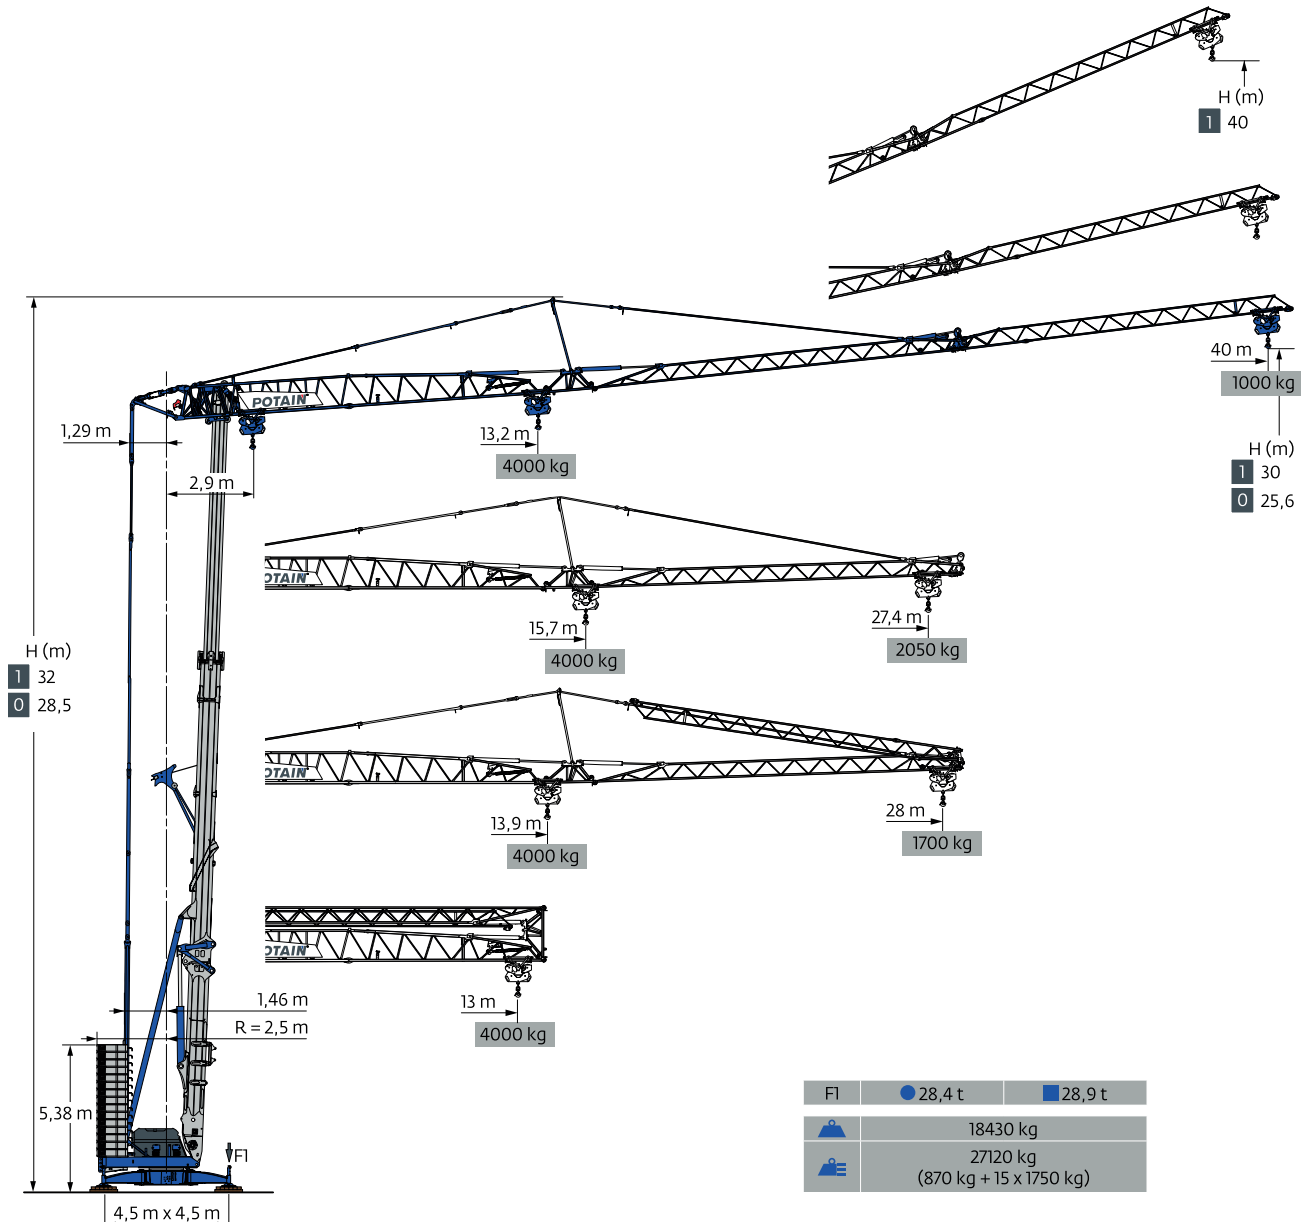 H (m)
1 40
40 m
1000 kg
H (m)
1 30
0 25,6
POTAIN
1,29 m
2,9 m
13,2 m
4000 kg
OTAIN
15,7 m
4000 kg
27,4 m
2050 kg
H (m)
1 32
0 28,5
OTAIN
13,9 m
4000 kg
28 m
1700 kg
OTAIN
13 m
4000 kg
1,46 m
R = 2,5 m
5,38 m
F1
4,5 m x 4,5 m
F1 28,4 t 28,9 t
18430 kg
27120 kg
(870 kg + 15 x 1750 kg)